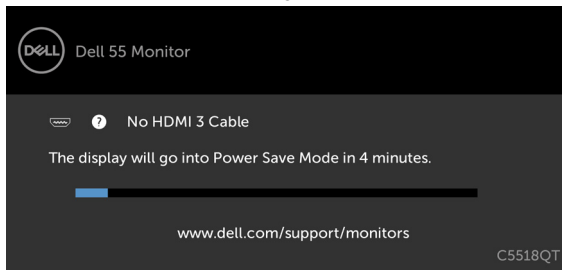 DELL
Dell 55 Monitor
? No HDMI 3 Cable
The display will go into Power Save Mode in 4 minutes.
www.dell.com/support/monitors
C5518QT